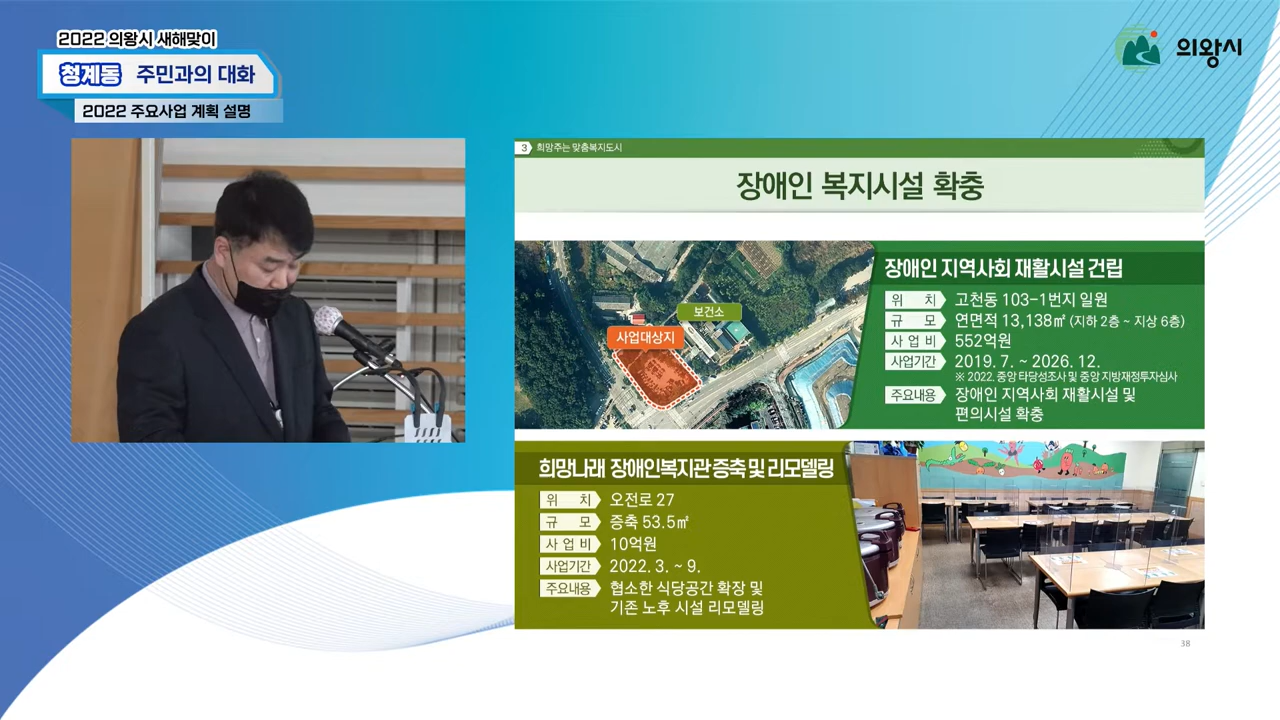 2022 의왕시 새해맞이
청계동 주민과의 대화
2022 주요사업 계획 설명
의왕시
3 희망주는 맞춤복지도시
장애인 복지시설 확충
보건소
사업대상지
장애인 지역사회 재활시설 건립
위 치 고천동 103-1번지 일원
규 모 연면적 13,138㎡ (지하 2층 ~ 지상 6층)
사 업 비 552억원
사업기간 2019. 7. ~ 2026. 12.
※ 2022. 중앙 타당성조사 및 중앙 지방재정투자심사
주요내용 장애인 지역사회 재활시설 및
편의시설 확충
희망나래 장애인복지관 증축 및 리모델링
위 치 오전로 27
규 모 증축 53.5㎡
사 업 비 10억원
사업기간 2022. 3. ~ 9.
주요내용 협소한 식당공간 확장 및
기존 노후 시설 리모델링
38